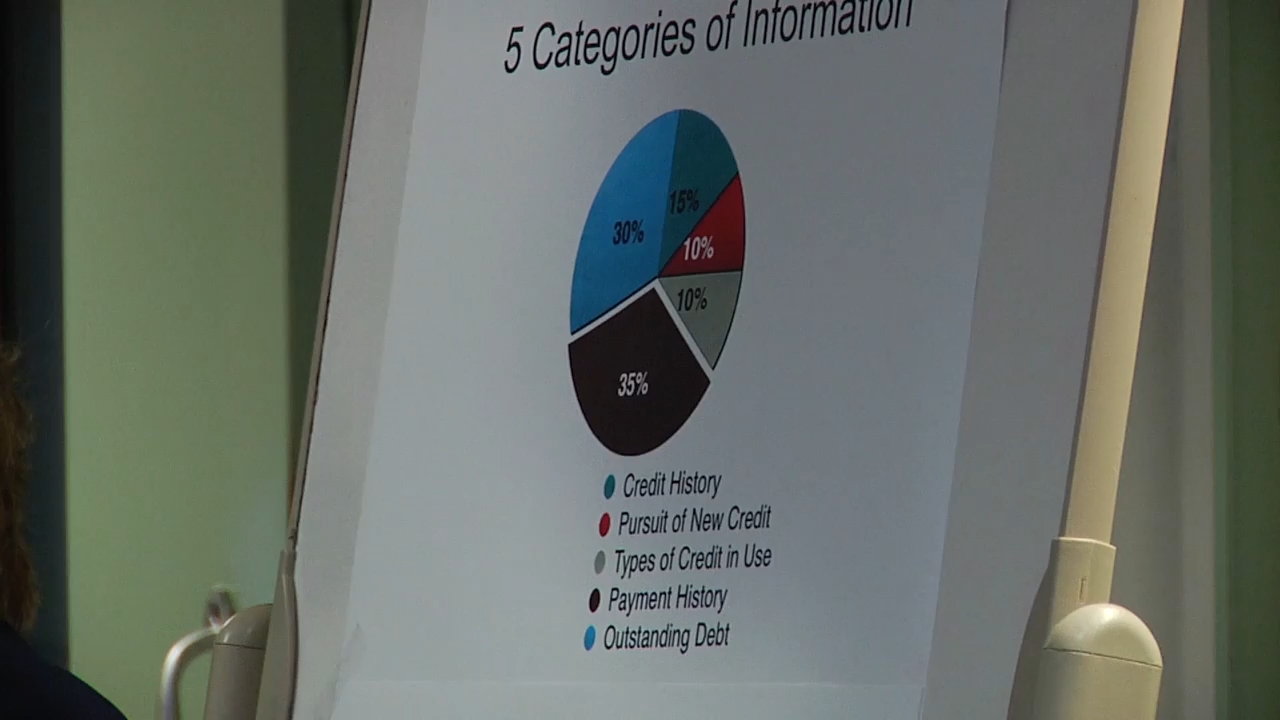 5 Categories of Information
15%
30%
10%
10%
35%
Credit History
Pursuit of New Credit
Types of Credit in Use
Payment History
Outstanding Debt